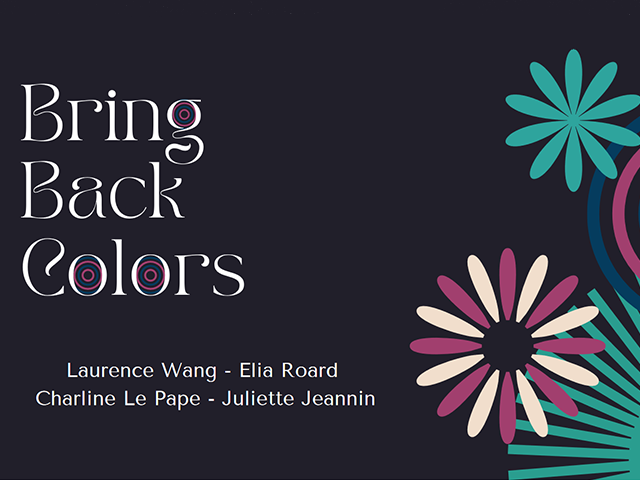 Bring
Back
Colors
Laurence Wang - Elia Roard
Charline Le Pape - Juliette Jeannin